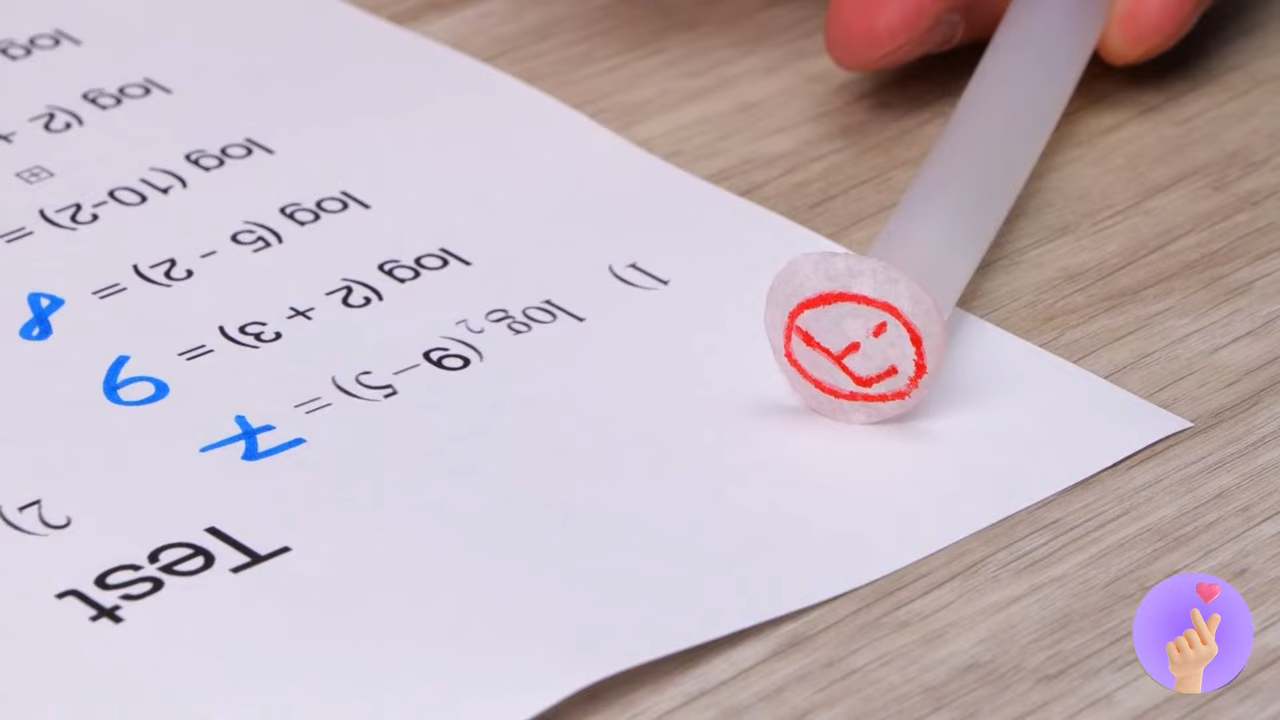 Test
1)
log₂ (9−5) = 7
log (2 + 3) = 9
log (5 - 2) = 8
log (10-2) =
log (2 +
log
2)
F-